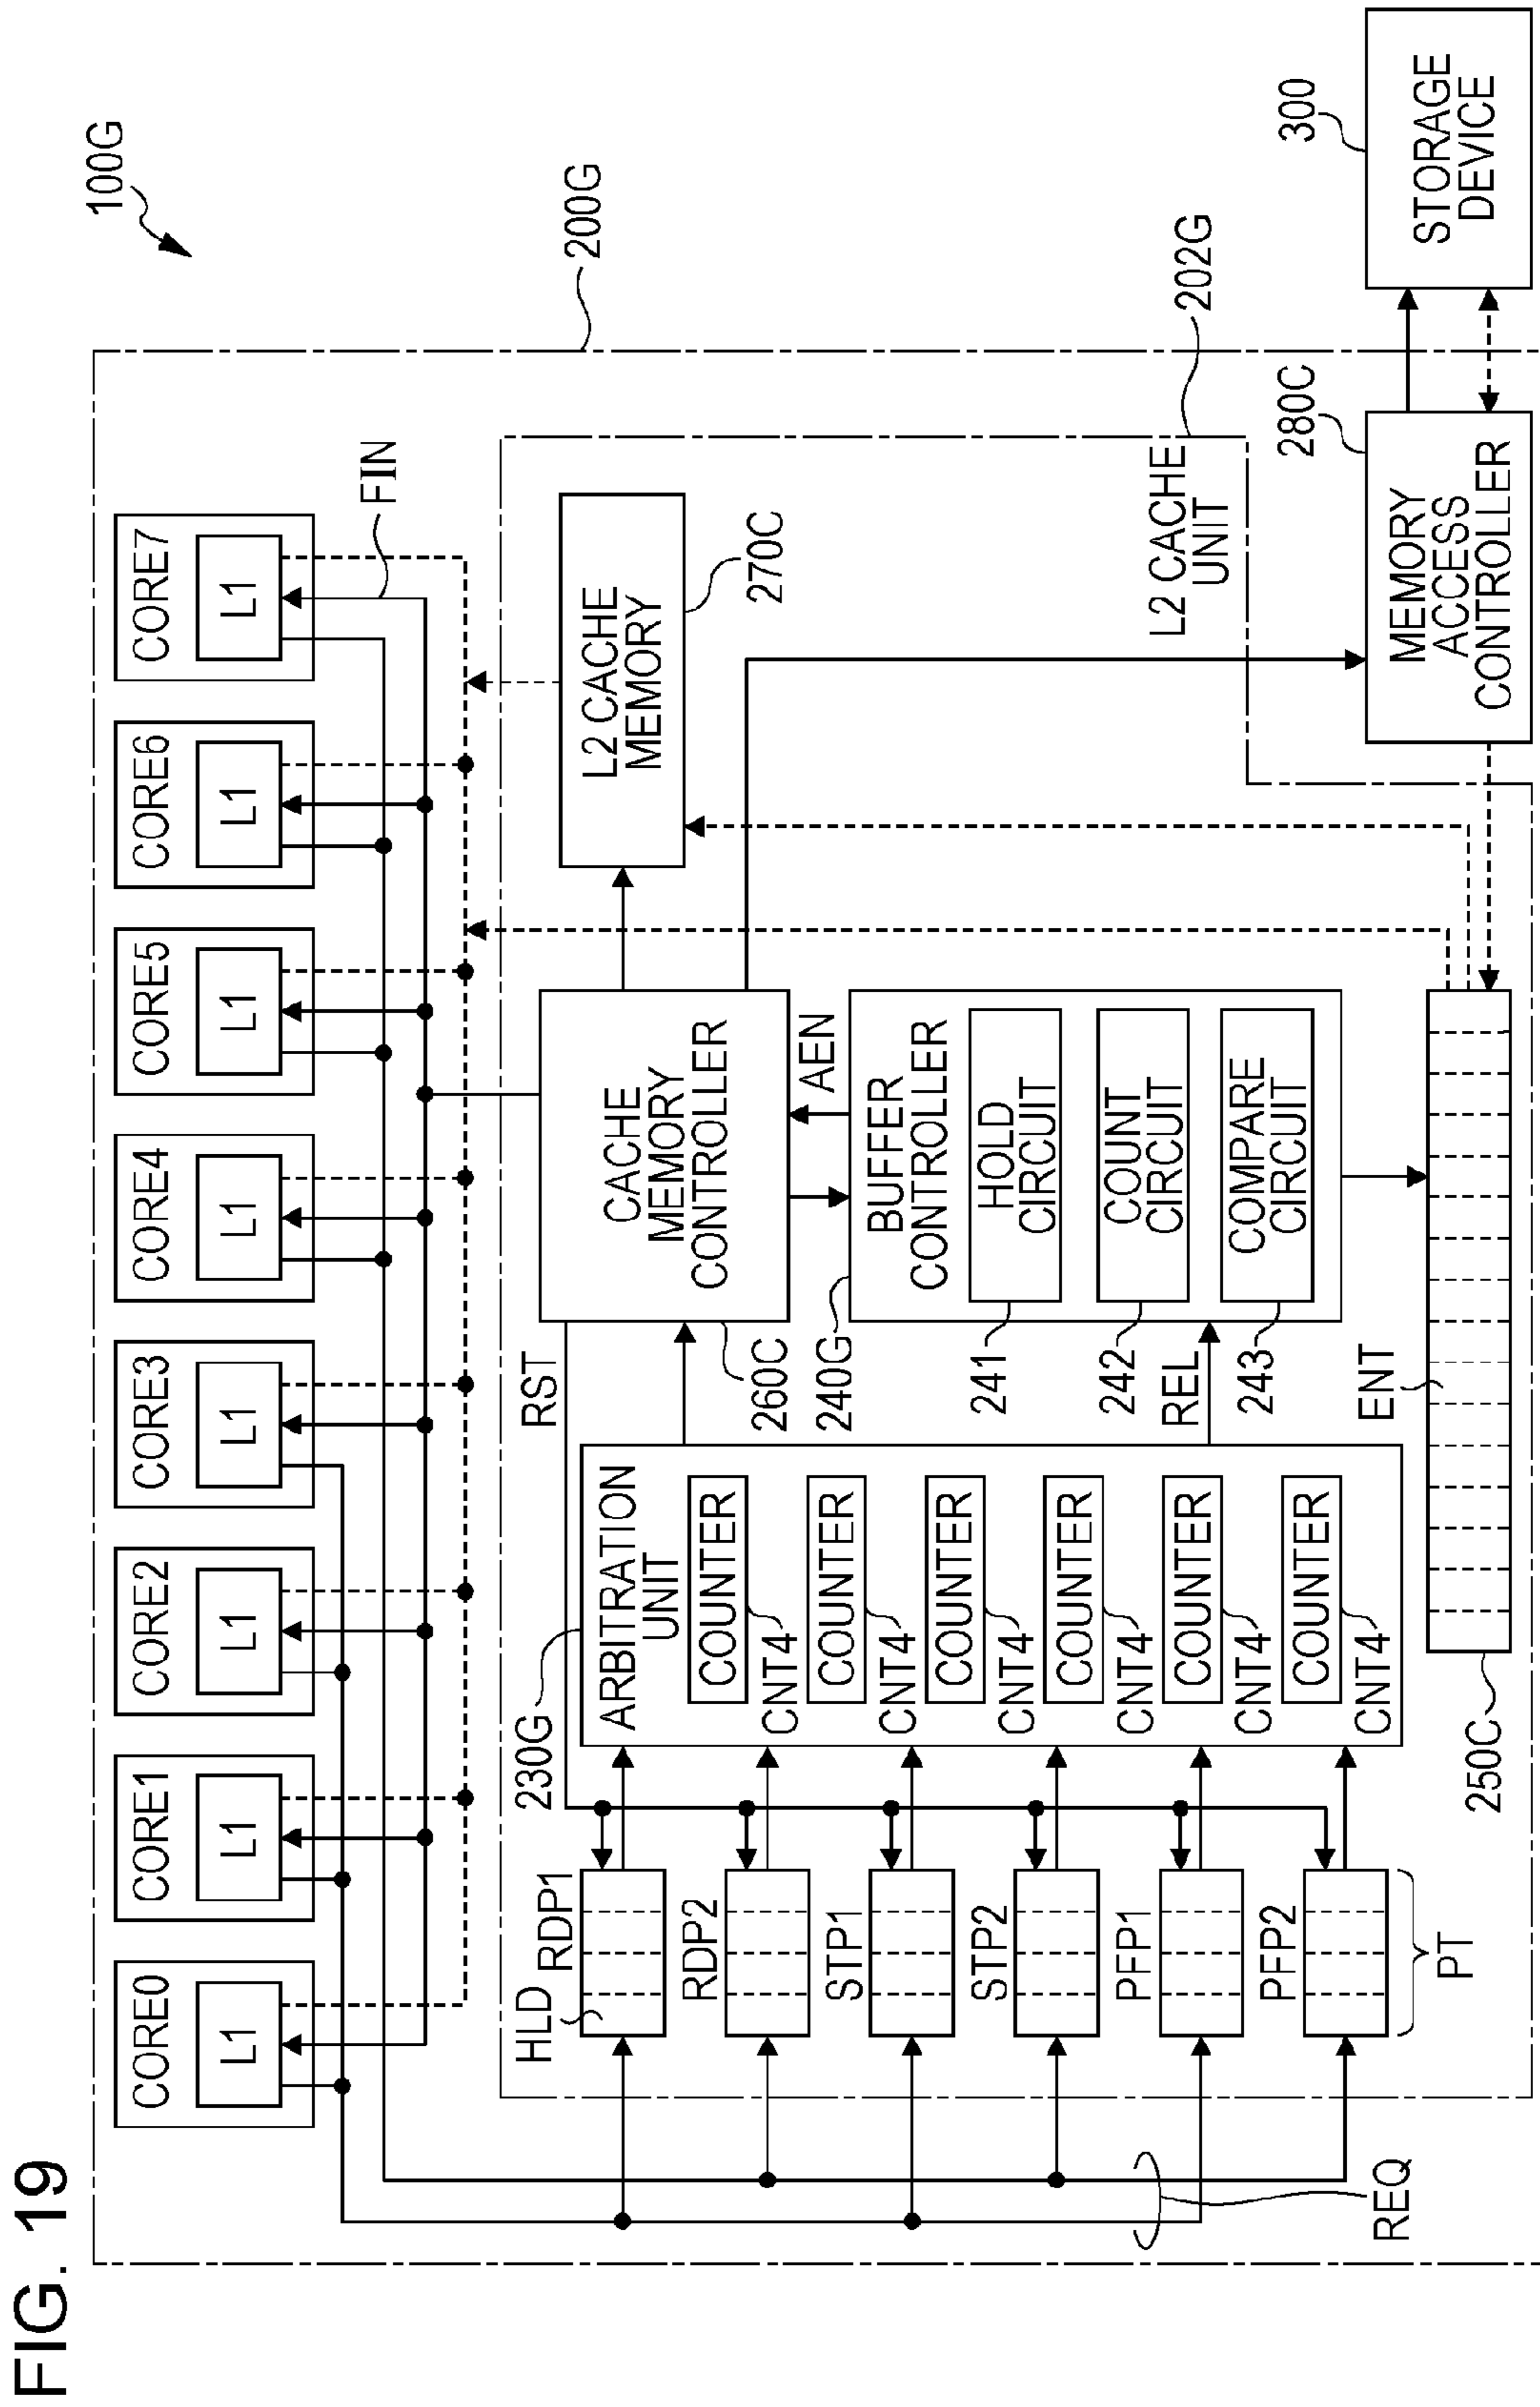 FIG. 19
100G
200G
CORE0
L1
CORE1
L1
CORE2
L1
CORE3
L1
CORE4
L1
CORE5
L1
CORE6
L1
CORE7
L1
FIN
202G
L2 CACHE
UNIT
HLD
RDP1
RDP2
STP1
STP2
PFP1
PFP2
PT
REQ
RST
230G
ARBITRATION
UNIT
COUNTER
CNT4
COUNTER
CNT4
COUNTER
CNT4
COUNTER
CNT4
COUNTER
CNT4
COUNTER
CNT4
CACHE
MEMORY
CONTROLLER
260C
AEN
240G
BUFFER
CONTROLLER
241
HOLD
CIRCUIT
242
COUNT
CIRCUIT
REL
243
COMPARE
CIRCUIT
ENT
250C
L2 CACHE
MEMORY
270C
280C
MEMORY
ACCESS
CONTROLLER
300
STORAGE
DEVICE